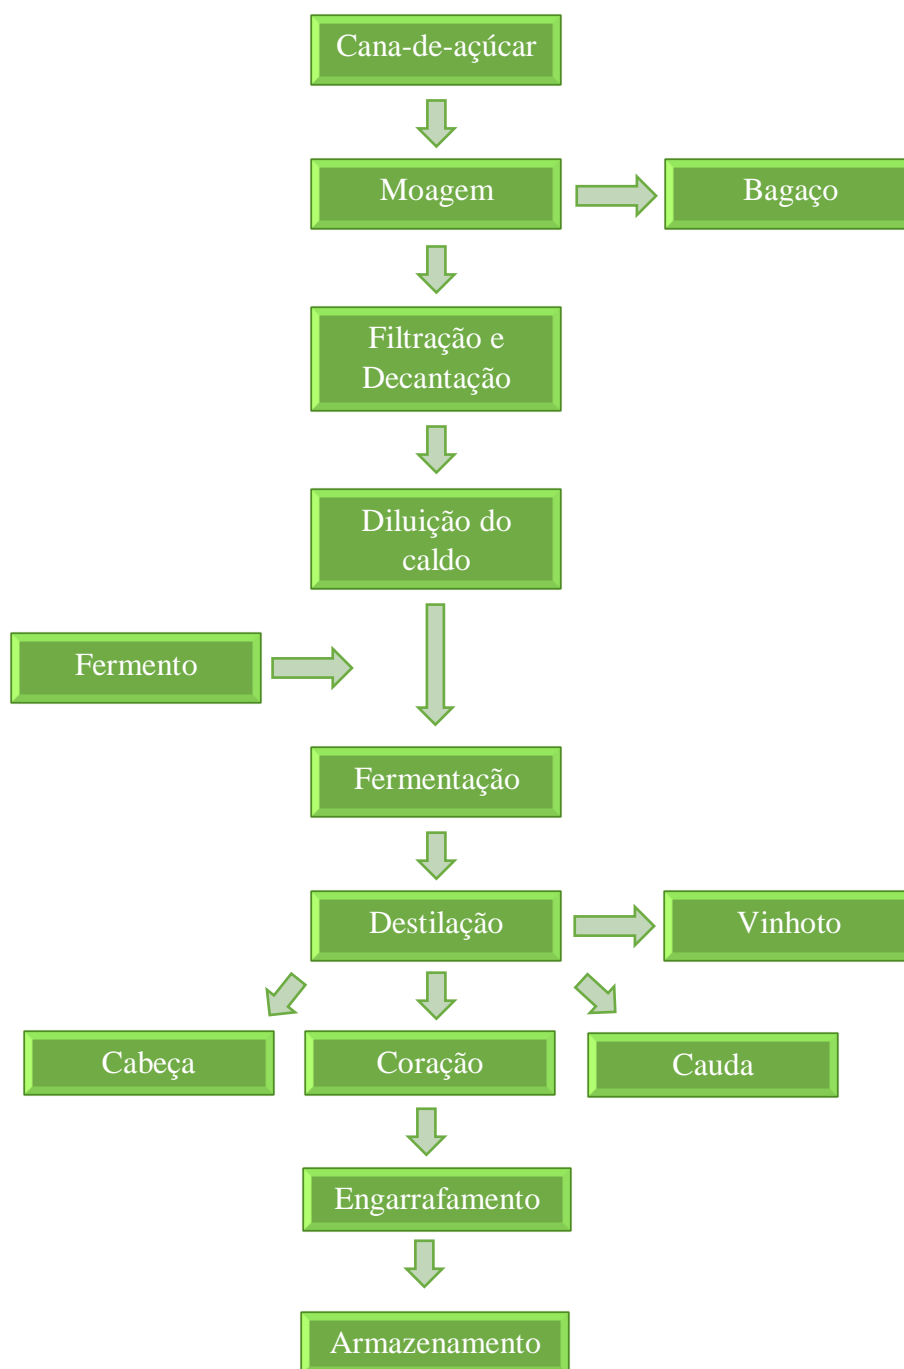 Cana-de-açúcar
Moagem
Bagaço
Filtração e
Decantação
Diluição do
caldo
Fermento
Fermentação
Destilação
Vinhoto
Cabeça
Coração
Cauda
Engarrafamento
Armazenamento